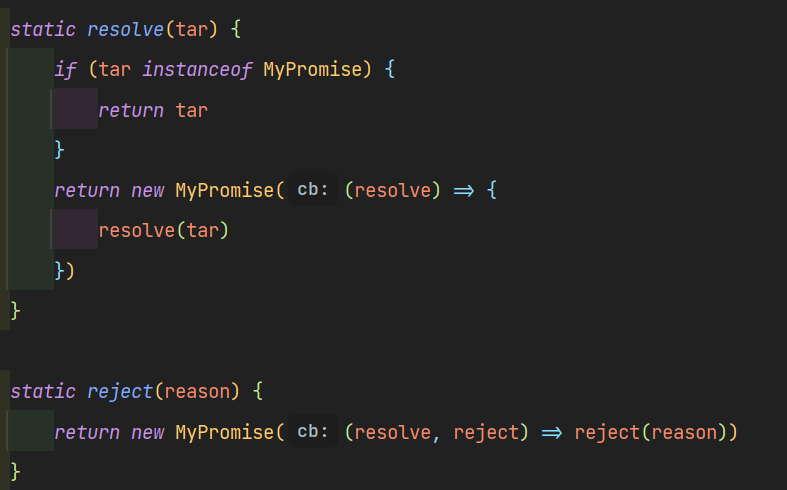 static resolve(tar) {
if (tar instanceof MyPromise) {
return tar
}
return new MyPromise( cb: (resolve) => {
resolve(tar)
})
}
static reject(reason) {
return new MyPromise( cb: (resolve, reject) => reject(reason))
}